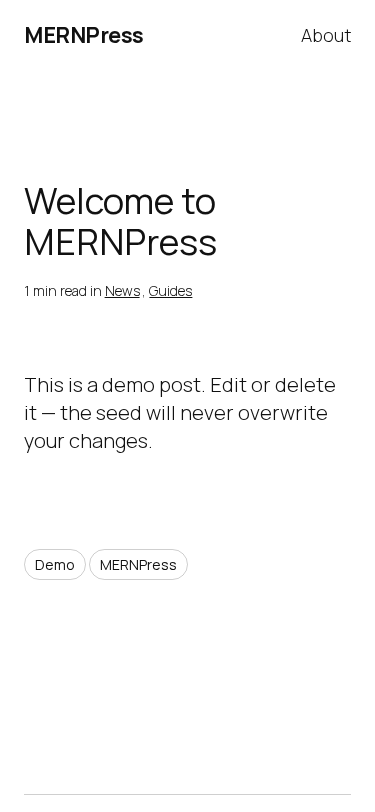 MERNPress About
Welcome to
MERNPress
1 min read in News, Guides
This is a demo post. Edit or delete
it — the seed will never overwrite
your changes.
Demo MERNPress